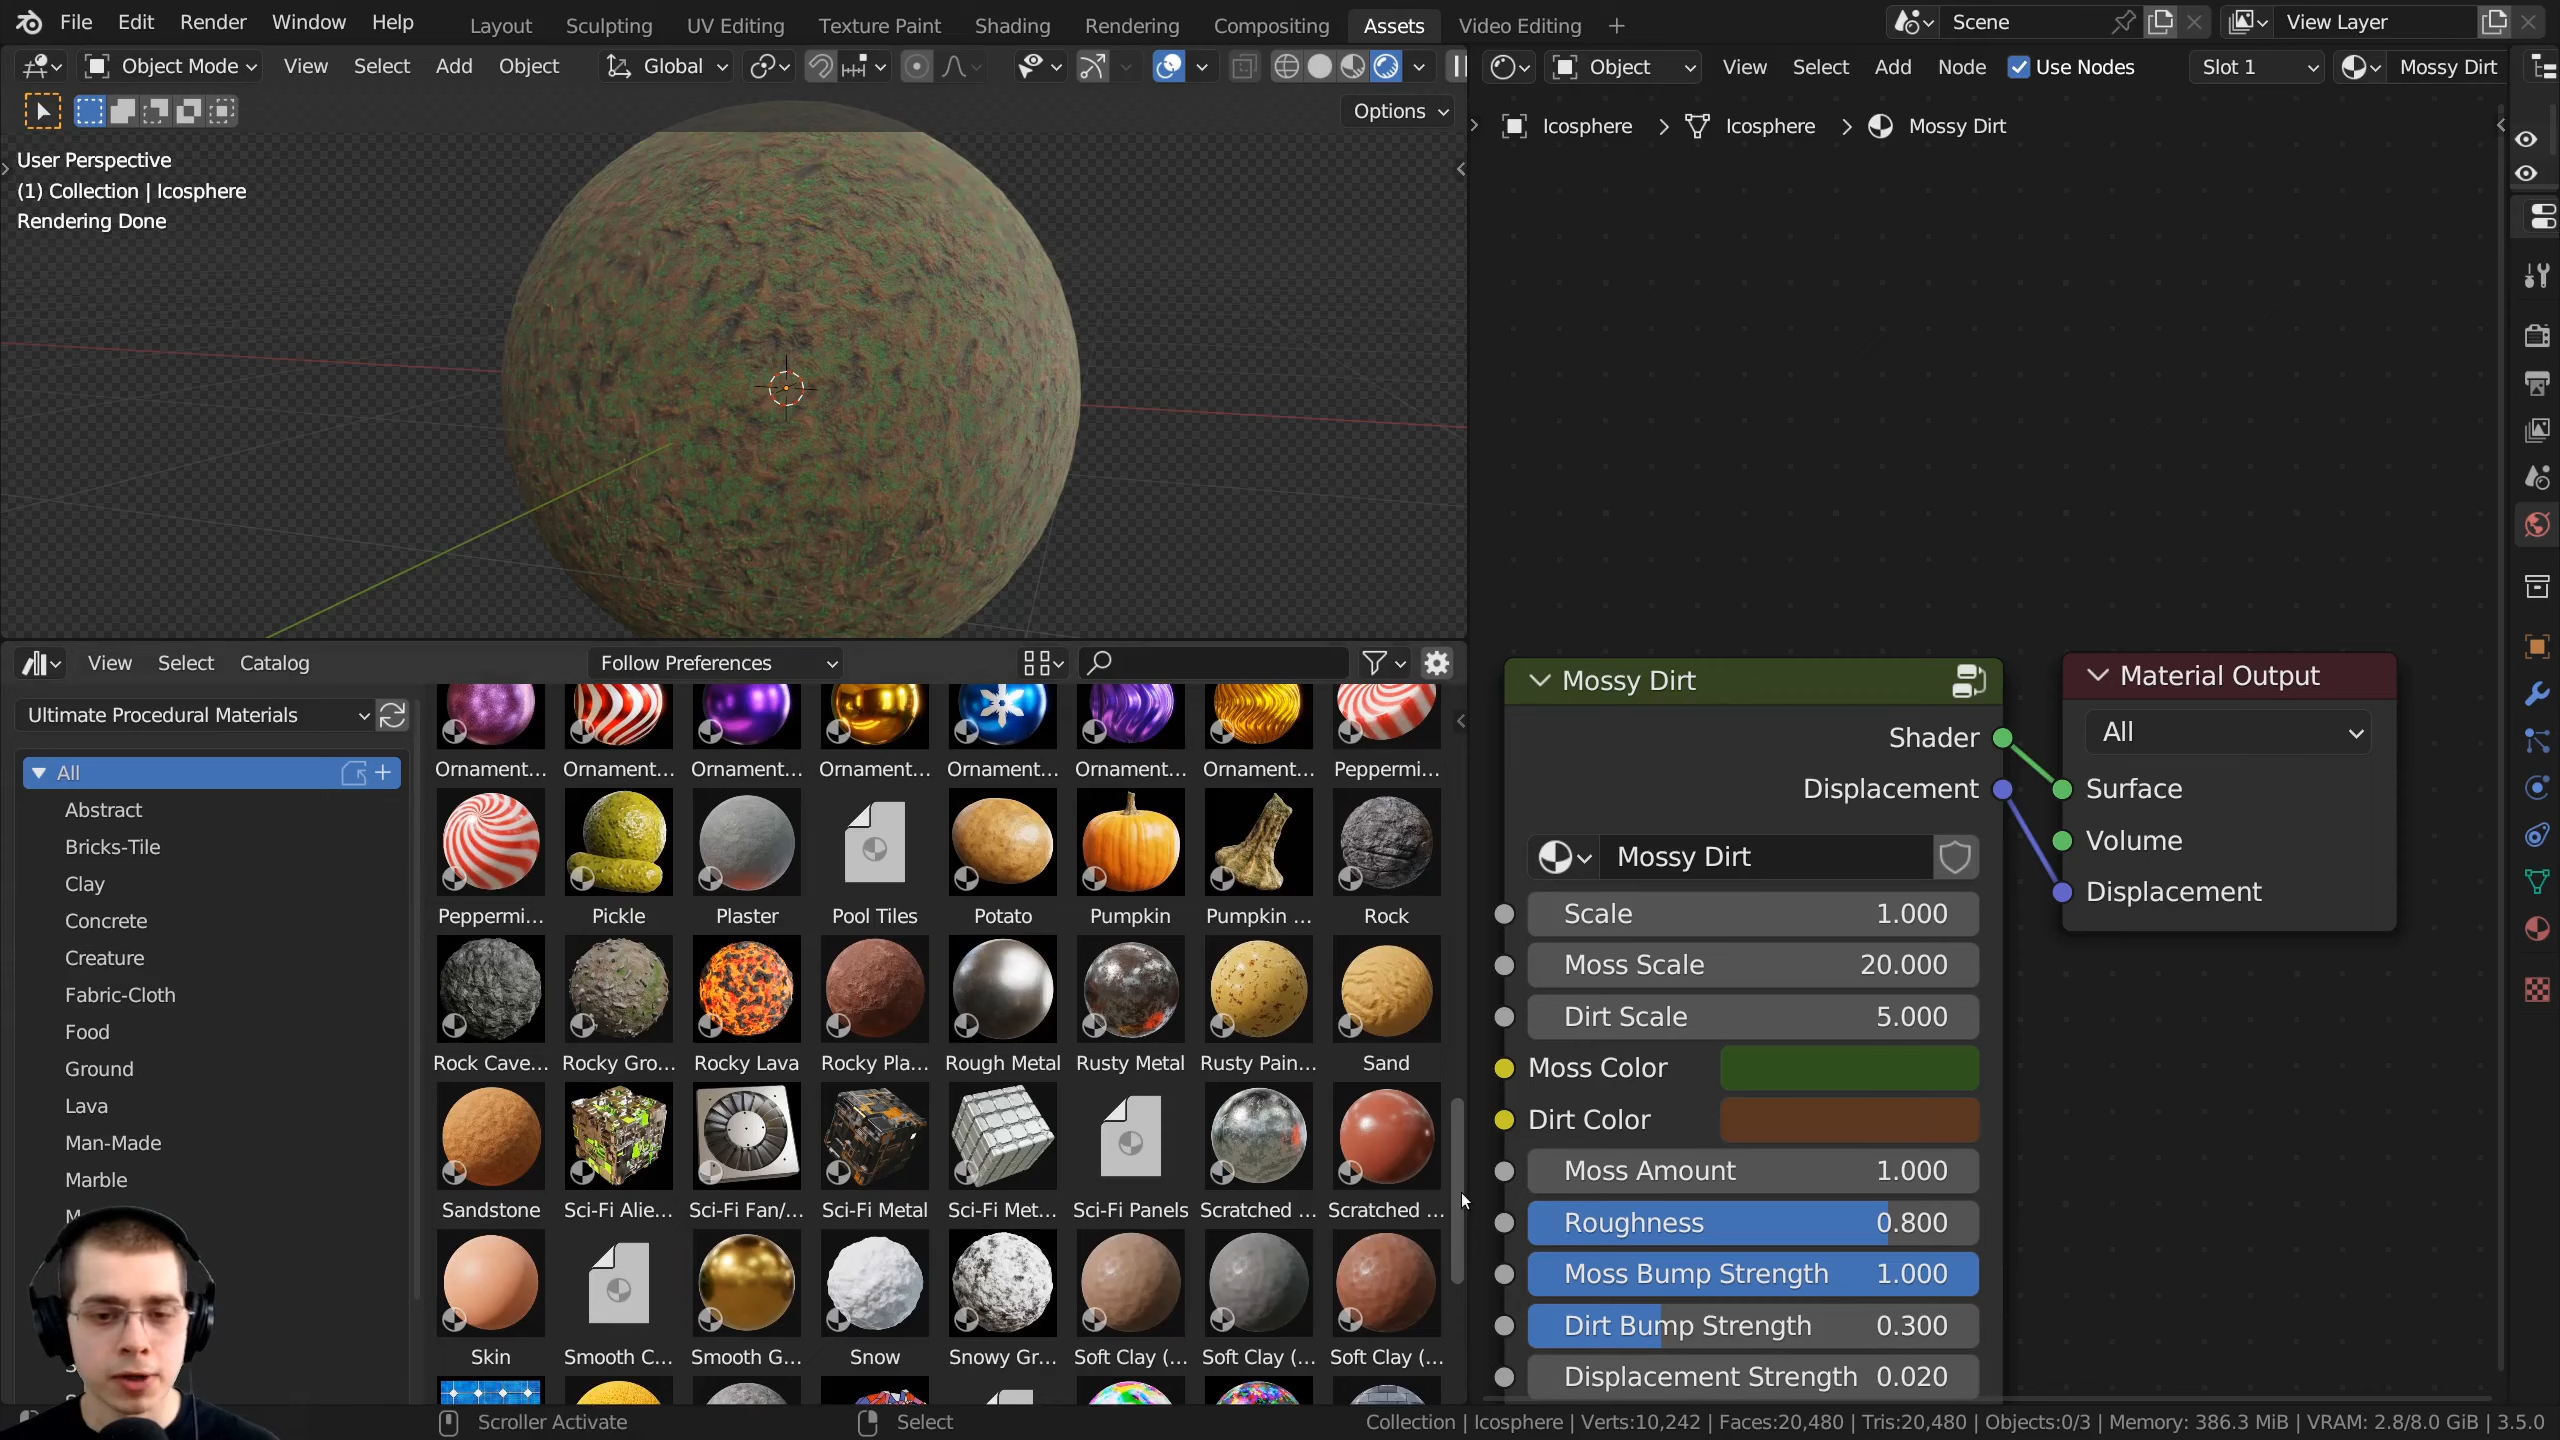 File Edit Render Window Help Layout Sculpting UV Editing Texture Paint Shading Rendering Compositing Assets Video Editing Scene View Layer
Object Mode View Select Add Object Global
Object View Select Add Node Use Nodes Slot 1 Mossy Dirt
Options
Icosphere Icosphere Mossy Dirt
User Perspective
(1) Collection | Icosphere
Rendering Done
View Select Catalog Follow Preferences
Ultimate Procedural Materials
All
Abstract
Bricks-Tile
Clay
Concrete
Creature
Fabric-Cloth
Food
Ground
Lava
Man-Made
Marble
Ornament... Ornament... Ornament... Ornament... Ornament... Ornament... Ornament... Peppermi...
Peppermi... Pickle Plaster Pool Tiles Potato Pumpkin Pumpkin ... Rock
Rock Cave... Rocky Gro... Rocky Lava Rocky Pla... Rough Metal Rusty Metal Rusty Pain... Sand
Sandstone Sci-Fi Alie... Sci-Fi Fan/... Sci-Fi Metal Sci-Fi Met... Sci-Fi Panels Scratched ... Scratched ...
Skin Smooth C... Smooth G... Snow Snowy Gr... Soft Clay (... Soft Clay (... Soft Clay (...
Mossy Dirt
Shader
Displacement
Mossy Dirt
Scale 1.000
Moss Scale 20.000
Dirt Scale 5.000
Moss Color
Dirt Color
Moss Amount 1.000
Roughness 0.800
Moss Bump Strength 1.000
Dirt Bump Strength 0.300
Displacement Strength 0.020
Material Output
All
Surface
Volume
Displacement
Scroller Activate Select Collection | Icosphere | Verts:10,242 | Faces:20,480 | Tris:20,480 | Objects:0/3 | Memory: 386.3 MiB | VRAM: 2.8/8.0 GiB | 3.5.0